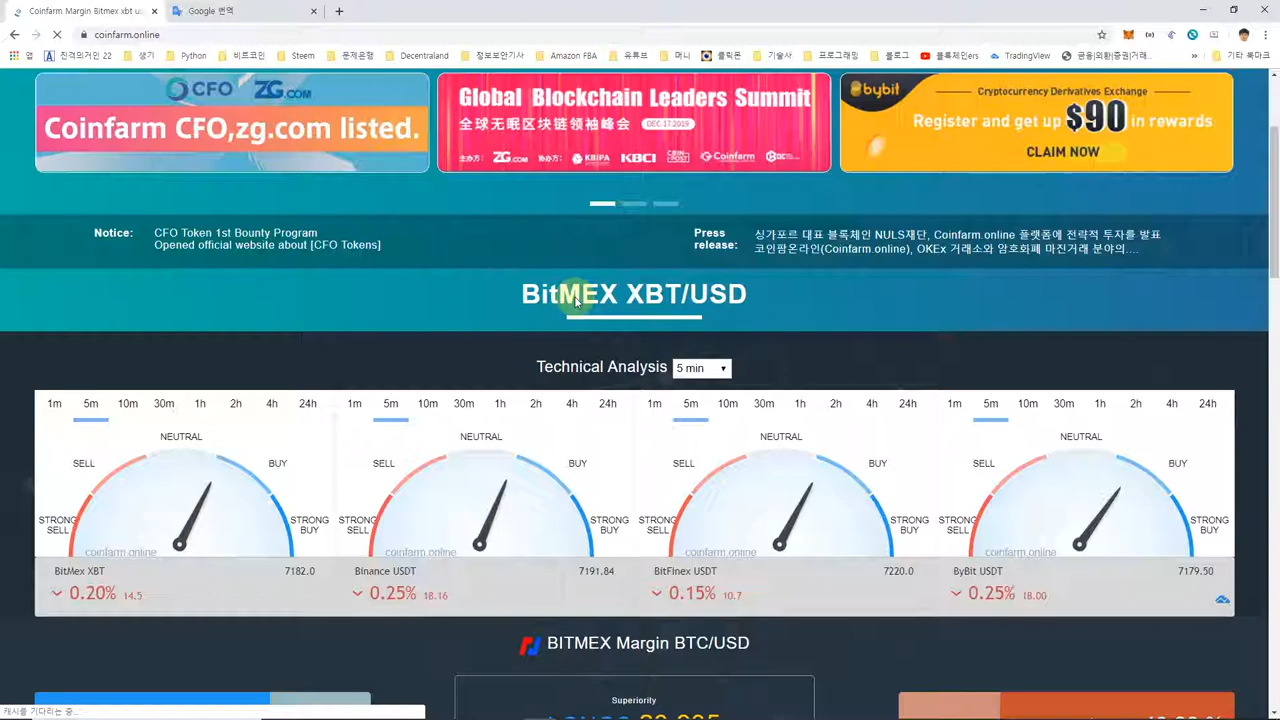 Coinfarm Margin Bitmex xbt us
Google 번역
coinfarm.online
앱
진격의거인 22
생기
Python
비트코인
Steem
문제은행
Decentraland
정보보안기사
Amazon FBA
유튜브
머니
클릭몬
기술사
프로그래밍
블로그
블록체인ers
TradingView
금융|외환|증권|거래...
»
기타 북마크
CFO ZG.COM
Coinfarm CFO,zg.com listed.
Global Blockchain Leaders Summit
全球无眠区块链领袖峰会 DEC 17.2019
主办方: ZG.COM 协办方: KBIPA KBCI COIN POST Coinfarm
BYBIT
Cryptocurrency Derivatives Exchange
Register and get up $90 in rewards
CLAIM NOW
Notice:
CFO Token 1st Bounty Program
Opened official website about [CFO Tokens]
Press release:
싱가포르 대표 블록체인 NULS재단, Coinfarm.online 플랫폼에 전략적 투자를 발표
코인팜온라인(Coinfarm.online), OKEx 거래소와 암호화폐 마진거래 분야의....
BitMEX XBT/USD
Technical Analysis 5 min
1m 5m 10m 30m 1h 2h 4h 24h
NEUTRAL
SELL BUY
STRONG SELL STRONG BUY
coinfarm.online
BitMex XBT 7182.0
0.20% 14.5
1m 5m 10m 30m 1h 2h 4h 24h
NEUTRAL
SELL BUY
STRONG SELL STRONG BUY
coinfarm.online
Binance USDT 7191.84
0.25% 18.16
1m 5m 10m 30m 1h 2h 4h 24h
NEUTRAL
SELL BUY
STRONG SELL STRONG BUY
coinfarm.online
BitFinex USDT 7220.0
0.15% 10.7
1m 5m 10m 30m 1h 2h 4h 24h
NEUTRAL
SELL BUY
STRONG SELL STRONG BUY
coinfarm.online
ByBit USDT 7179.50
0.25% 18.00
BITMEX Margin BTC/USD
Superiority
캐시를 기다리는 중...